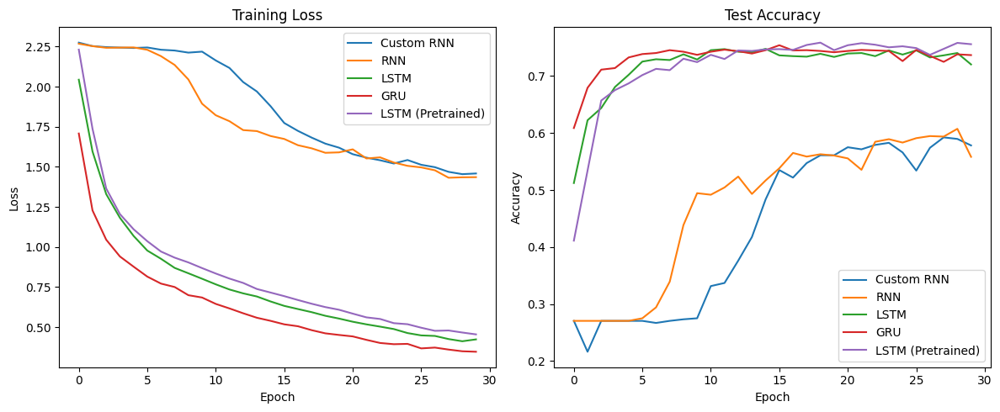 Training Loss
Loss
2.25
2.00
1.75
1.50
1.25
1.00
0.75
0.50
0
5
10
15
20
25
30
Epoch
Custom RNN
RNN
LSTM
GRU
LSTM (Pretrained)
Test Accuracy
Accuracy
0.7
0.6
0.5
0.4
0.3
0.2
0
5
10
15
20
25
30
Epoch
Custom RNN
RNN
LSTM
GRU
LSTM (Pretrained)